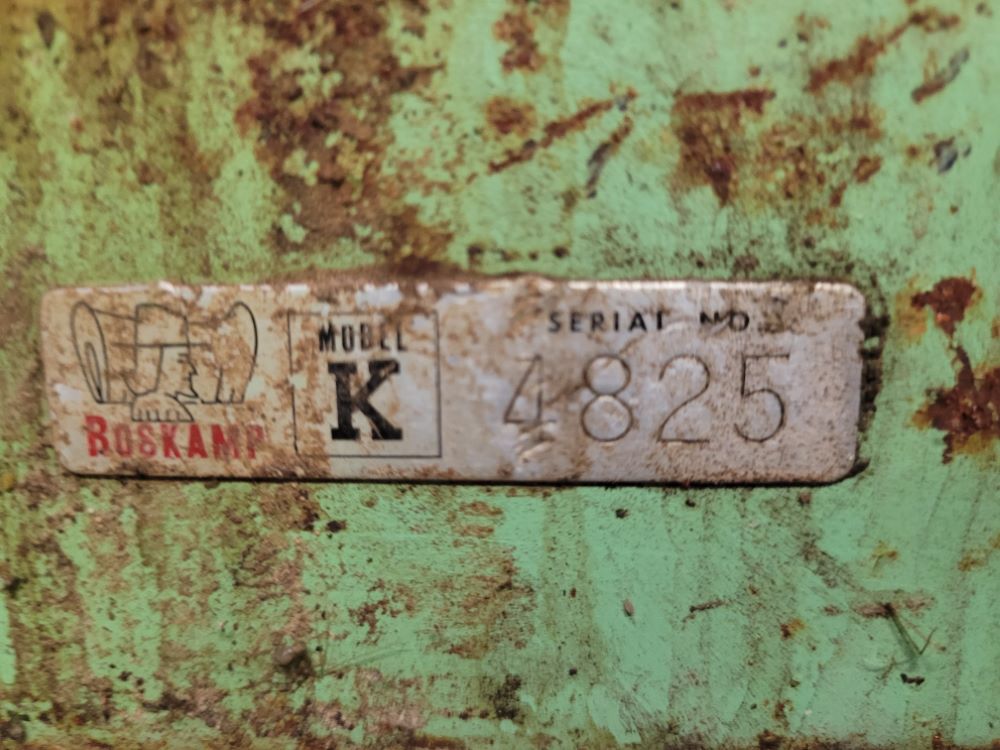 BOSKAMP
MODEL
K
SERIAL NO.
4825